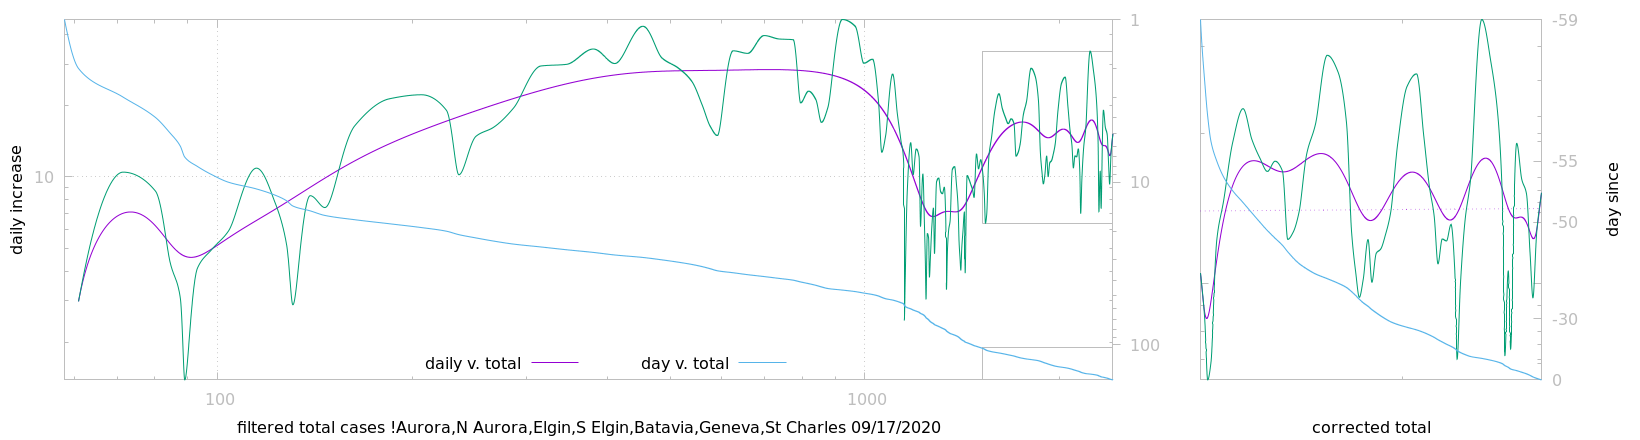 1
-59
10
daily increase
10
-55
-50
day since
-30
daily v. total
day v. total
100
0
100
1000
filtered total cases !Aurora,N Aurora,Elgin,S Elgin,Batavia,Geneva,St Charles 09/17/2020
corrected total